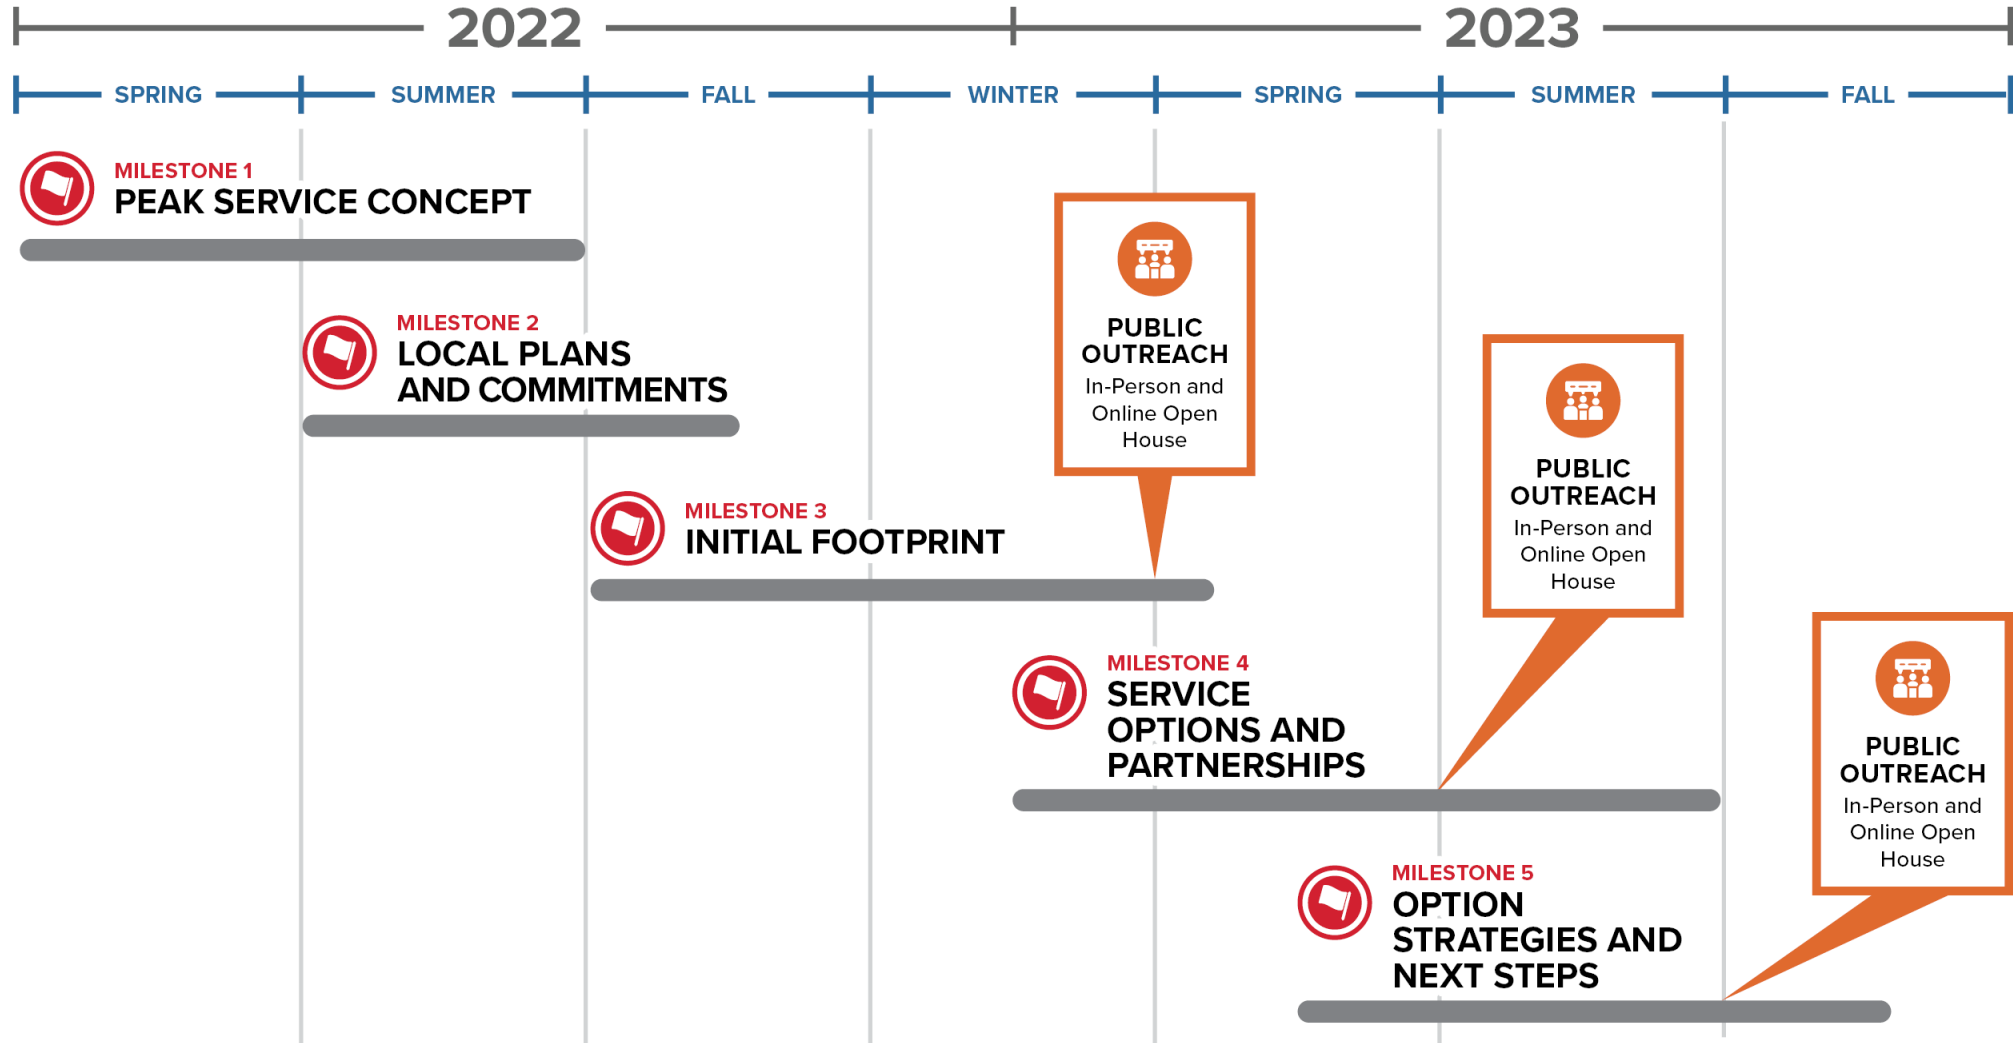 2022 2023
SPRING SUMMER FALL WINTER SPRING SUMMER FALL
MILESTONE 1
PEAK SERVICE CONCEPT
MILESTONE 2
LOCAL PLANS
AND COMMITMENTS
PUBLIC
OUTREACH
In-Person and
Online Open
House
MILESTONE 3
INITIAL FOOTPRINT
PUBLIC
OUTREACH
In-Person and
Online Open
House
MILESTONE 4
SERVICE
OPTIONS AND
PARTNERSHIPS
PUBLIC
OUTREACH
In-Person and
Online Open
House
MILESTONE 5
OPTION
STRATEGIES AND
NEXT STEPS